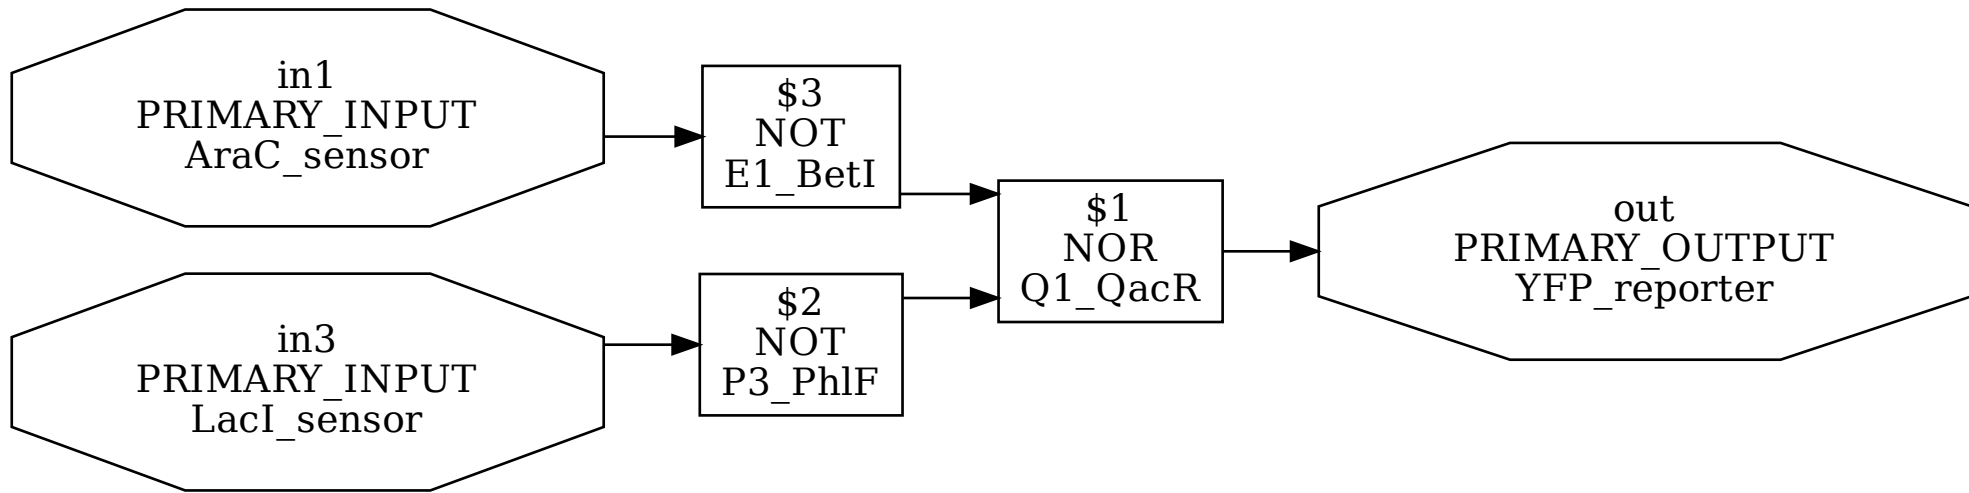 in1
PRIMARY_INPUT
AraC_sensor
$3
NOT
E1_BetI
in3
PRIMARY_INPUT
LacI_sensor
$2
NOT
P3_PhlF
$1
NOR
Q1_QacR
out
PRIMARY_OUTPUT
YFP_reporter